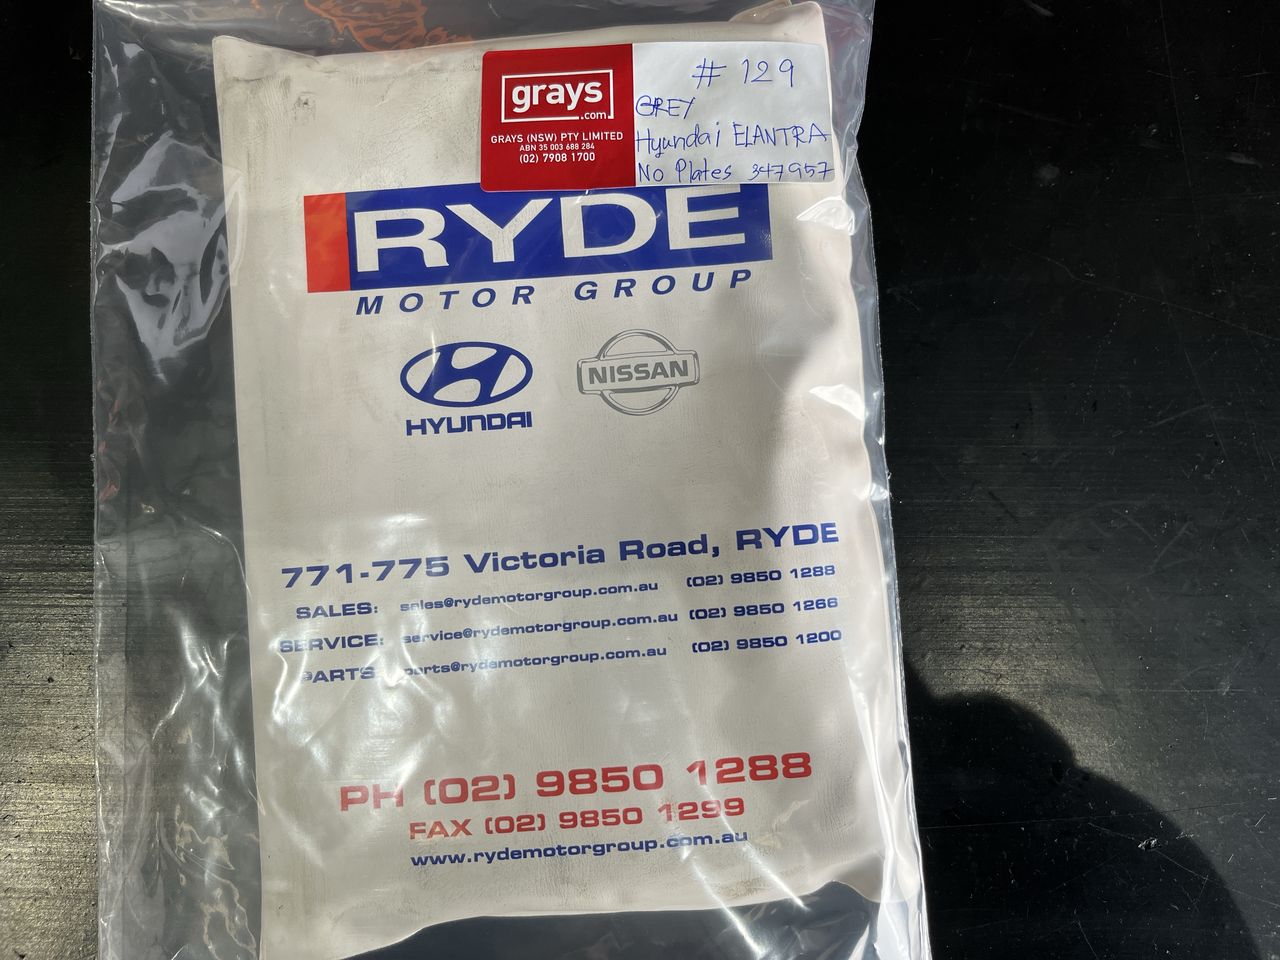 grays
.com
GRAYS (NSW) PTY LIMITED
ABN 35 003 688 284
(02) 7908 1700
# 129
GREY
Hyundai ELANTRA
No Plates 347957
RYDE
MOTOR GROUP
HYUNDAI
NISSAN
771-775 Victoria Road, RYDE
SALES: sales@rydemotorgroup.com.au (02) 9850 1288
SERVICE: service@rydemotorgroup.com.au (02) 9850 1266
PARTS parts@rydemotorgroup.com.au (02) 9850 1200
PH (02) 9850 1288
FAX (02) 9850 1299
www.rydemotorgroup.com.au